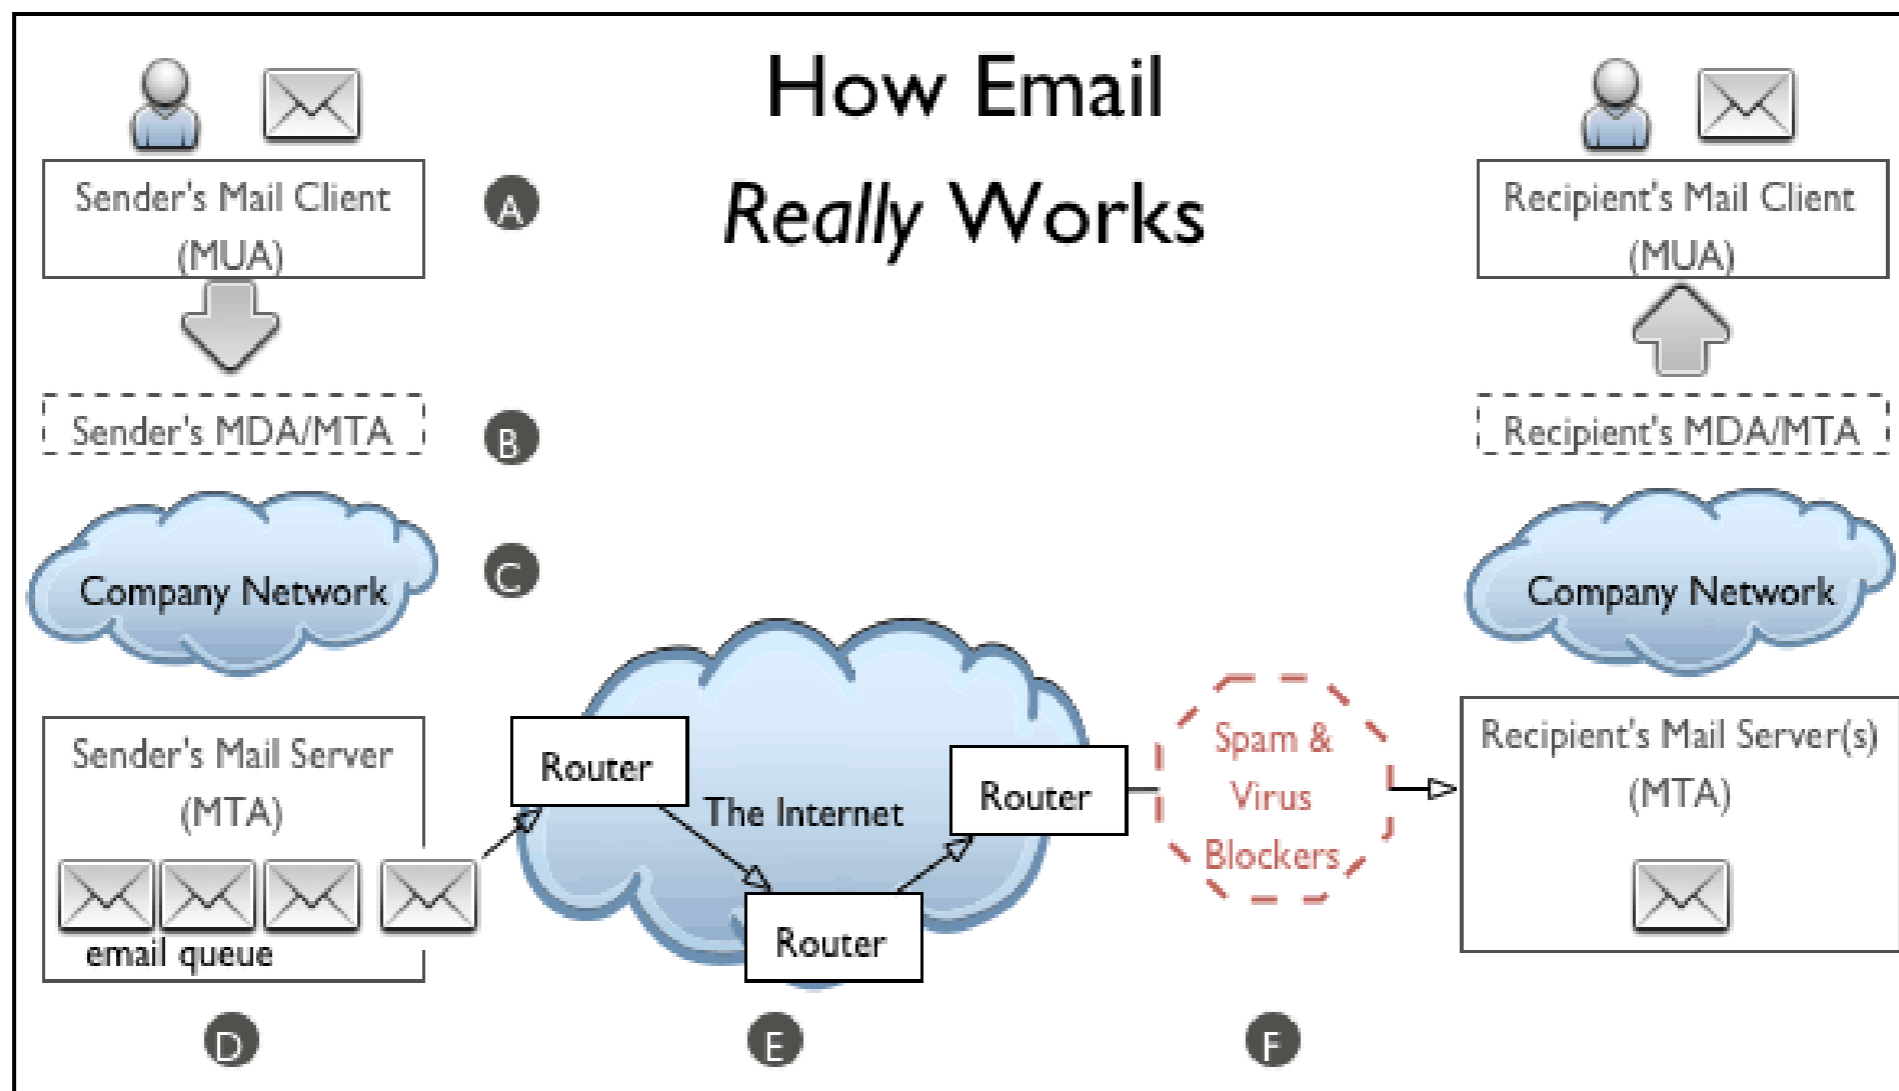 How Email
Really Works
Sender's Mail Client
(MUA)
A
Recipient's Mail Client
(MUA)
Sender's MDA/MTA
B
Recipient's MDA/MTA
Company Network
C
Company Network
Sender's Mail Server
(MTA)
email queue
Router
The Internet
Router
Router
Spam &
Virus
Blockers
Recipient's Mail Server(s)
(MTA)
D
E
F